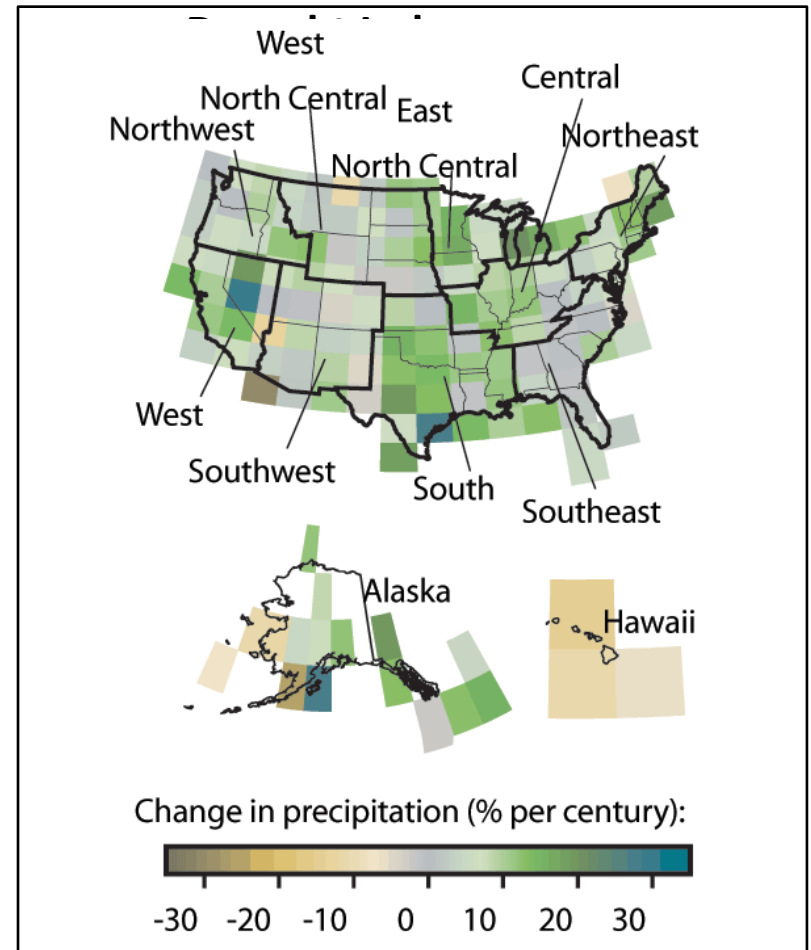 West
Central
North Central
East
Northwest
Northeast
North Central
West
Southwest
South
Southeast
Alaska
Hawaii
Change in precipitation (% per century):
-30 -20 -10 0 10 20 30